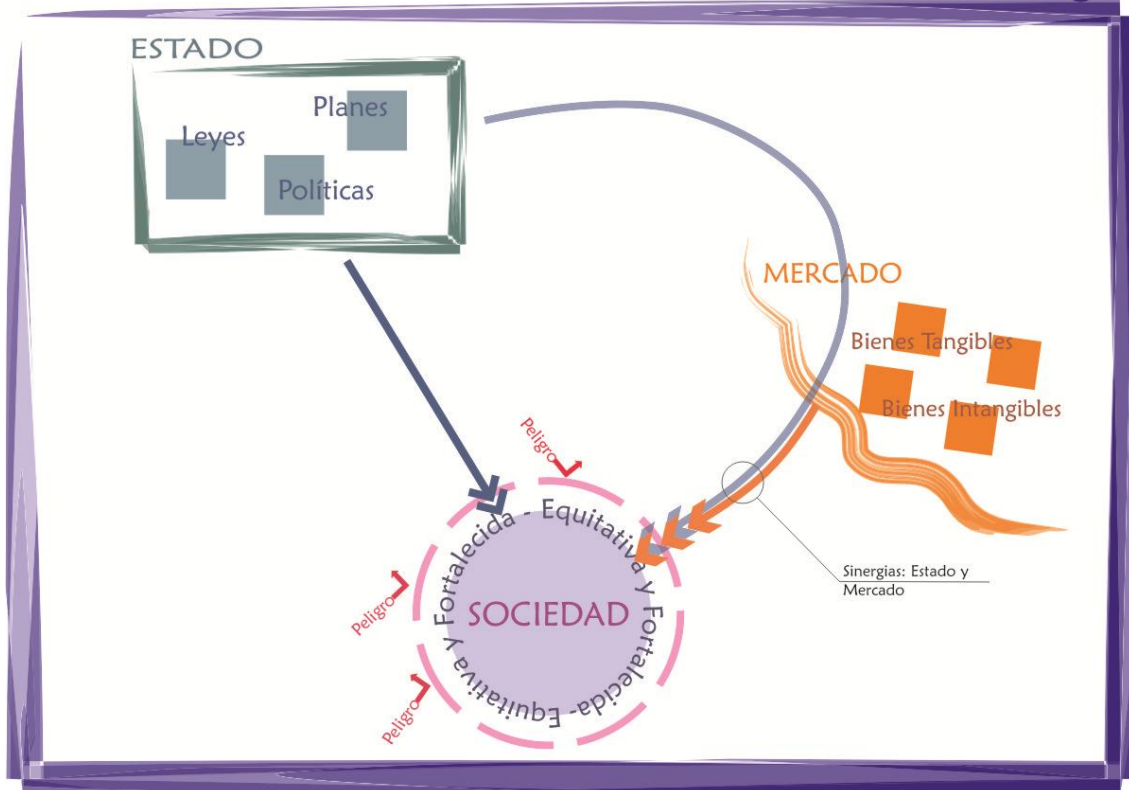 ESTADO
Planes
Leyes
Políticas
MERCADO
Bienes Tangibles
Bienes Intangibles
Peligro
Sinergias: Estado y
Mercado
Equitativa y Fortalecida- Equitativa y Fortalecida -
SOCIEDAD
Peligro
Peligro